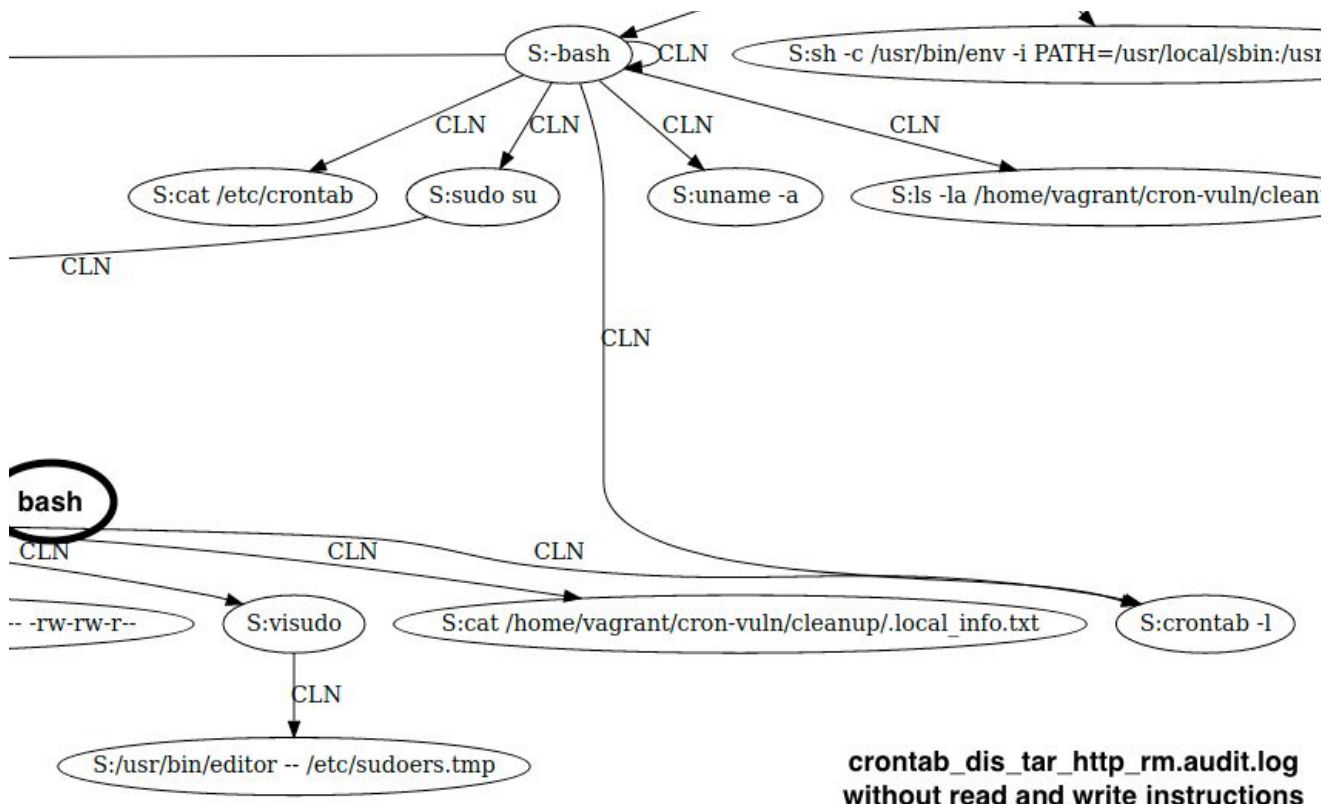 S:-bash
CLN
S:sh -c /usr/bin/env -i PATH=/usr/local/sbin:/usr
CLN
CLN
CLN
CLN
S:cat /etc/crontab
S:sudo su
S:uname -a
S:ls -la /home/vagrant/cron-vuln/clean
CLN
CLN
bash
CLN
CLN
CLN
-- -rw-rw-r--
S:visudo
S:cat /home/vagrant/cron-vuln/cleanup/.local_info.txt
S:crontab -l
CLN
S:/usr/bin/editor -- /etc/sudoers.tmp
crontab_dis_tar_http_rm.audit.log
without read and write instructions